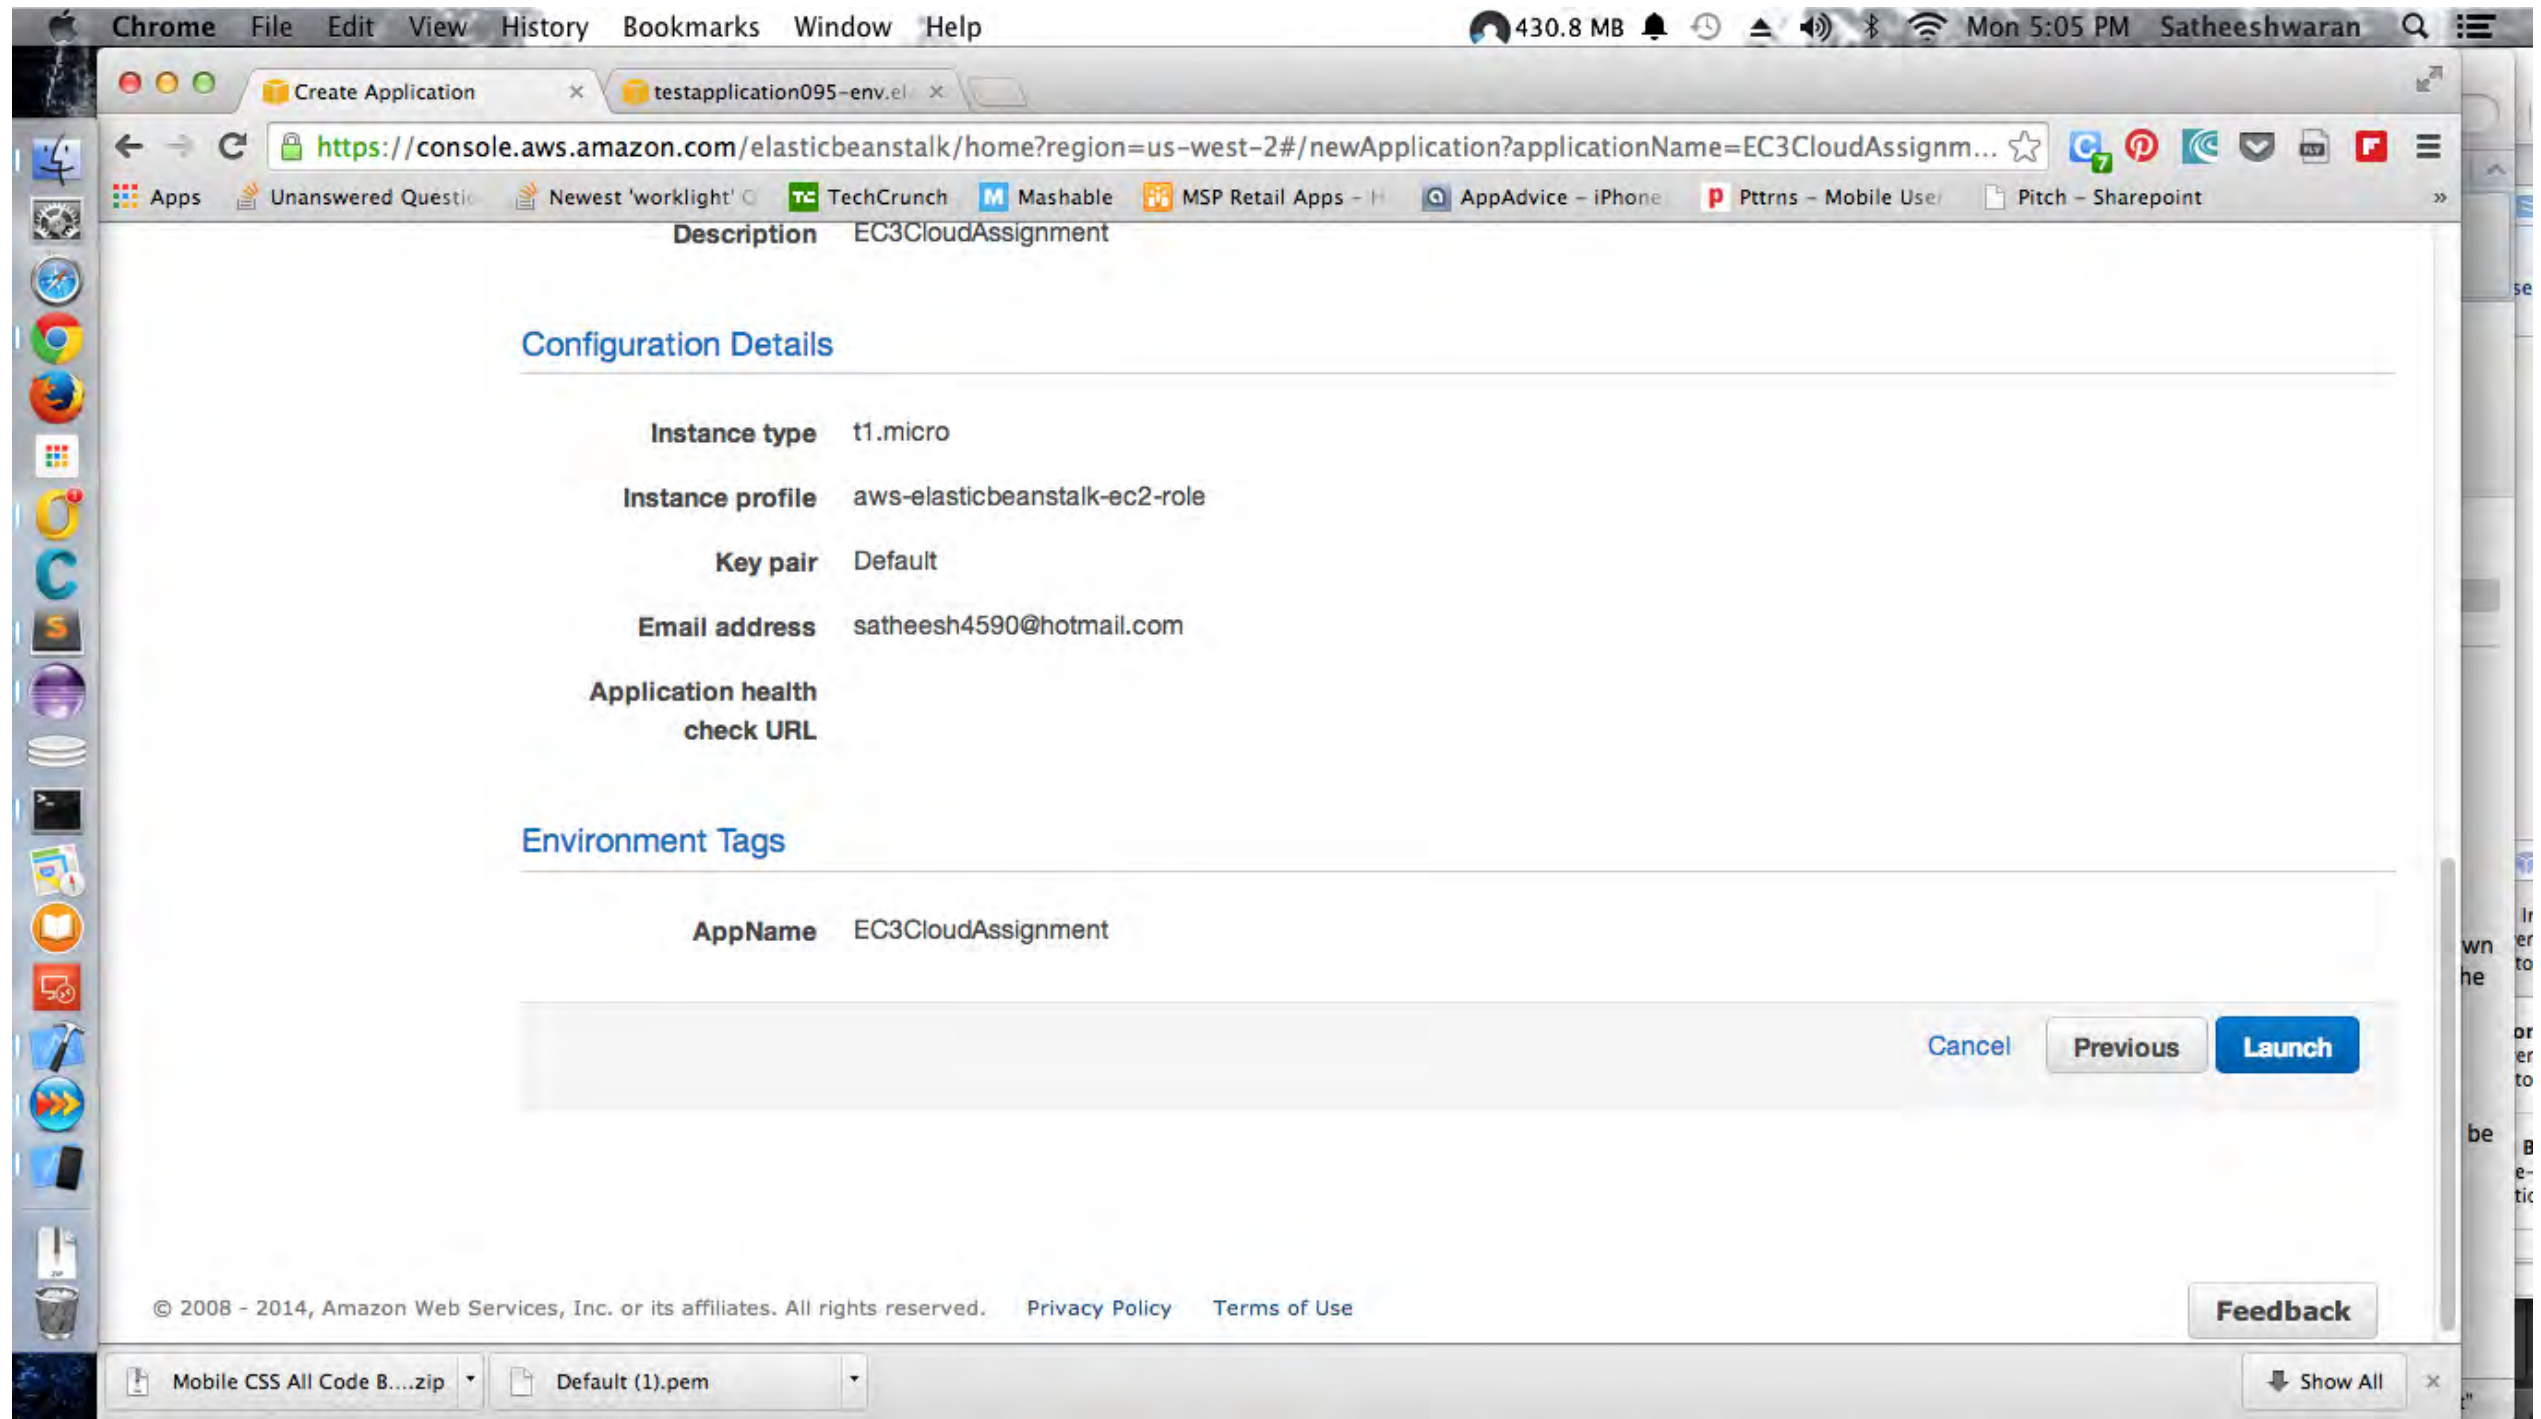 Chrome File Edit View History Bookmarks Window Help 430.8 MB Mon 5:05 PM Satheeshwaran
Create Application testapplication095-env.el
https://console.aws.amazon.com/elasticbeanstalk/home?region=us-west-2#/newApplication?applicationName=EC3CloudAssignm...
Apps Unanswered Questio Newest 'worklight' Q TechCrunch Mashable MSP Retail Apps - H AppAdvice - iPhone Pttrns - Mobile User Pitch - Sharepoint »
Description EC3CloudAssignment
Configuration Details
Instance type t1.micro
Instance profile aws-elasticbeanstalk-ec2-role
Key pair Default
Email address satheesh4590@hotmail.com
Application health
check URL
Environment Tags
AppName EC3CloudAssignment
Cancel Previous Launch
© 2008 - 2014, Amazon Web Services, Inc. or its affiliates. All rights reserved. Privacy Policy Terms of Use
Feedback
Mobile CSS All Code B....zip Default (1).pem Show All